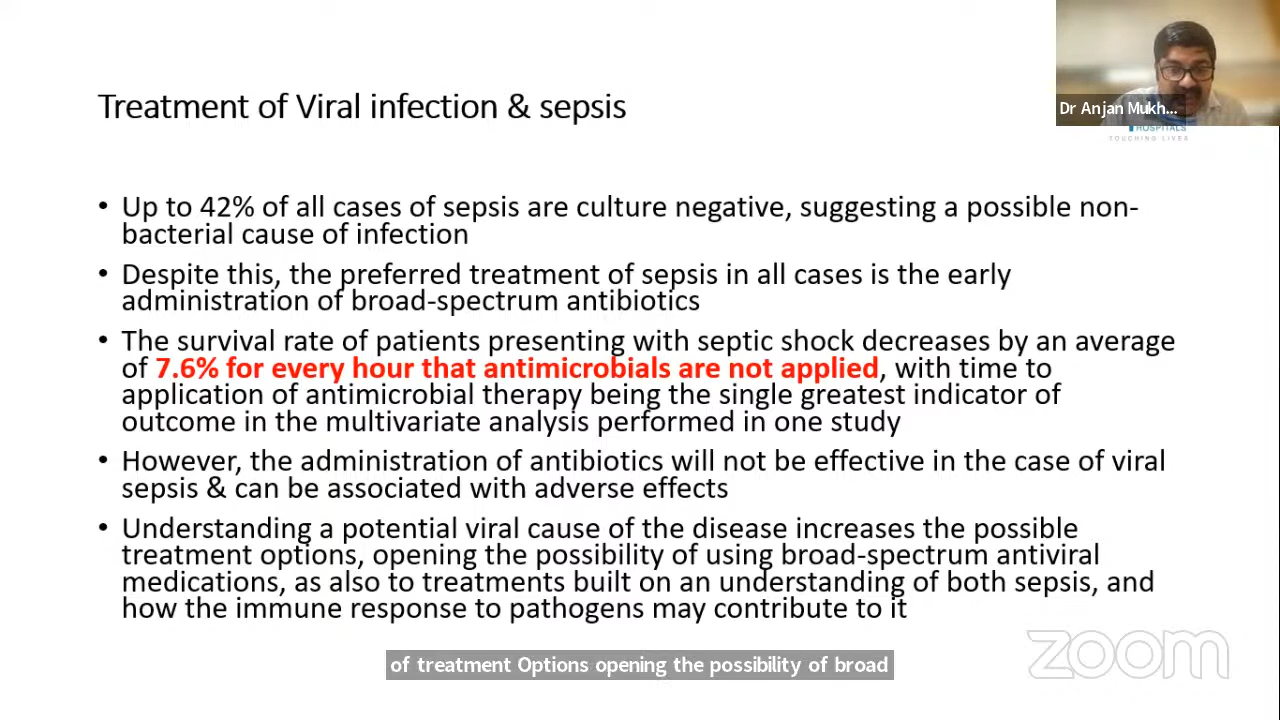 Dr Anjan Mukh...
HOSPITALS
TOUCHING LIVES
Treatment of Viral infection & sepsis
• Up to 42% of all cases of sepsis are culture negative, suggesting a possible non-
bacterial cause of infection
• Despite this, the preferred treatment of sepsis in all cases is the early
administration of broad-spectrum antibiotics
• The survival rate of patients presenting with septic shock decreases by an average
of 7.6% for every hour that antimicrobials are not applied, with time to
application of antimicrobial therapy being the single greatest indicator of
outcome in the multivariate analysis performed in one study
• However, the administration of antibiotics will not be effective in the case of viral
sepsis & can be associated with adverse effects
• Understanding a potential viral cause of the disease increases the possible
treatment options, opening the possibility of using broad-spectrum antiviral
medications, as also to treatments built on an understanding of both sepsis, and
how the immune response to pathogens may contribute to it
zoom
of treatment Options opening the possibility of broad